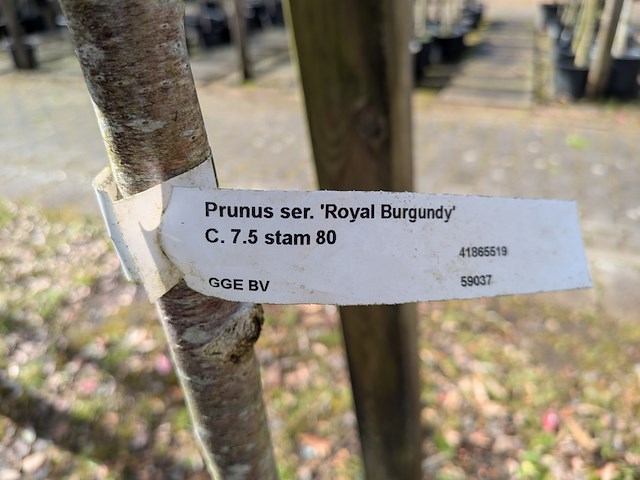 Prunus ser. 'Royal Burgundy'
C. 7.5 stam 80
41865519
GGE BV
59037